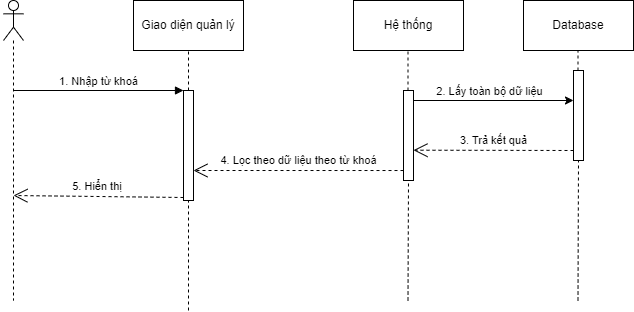 Giao diện quản lý
Hệ thống
Database
1. Nhập từ khoá
2. Lấy toàn bộ dữ liệu
3. Trả kết quả
4. Lọc theo dữ liệu theo từ khoá
5. Hiển thị